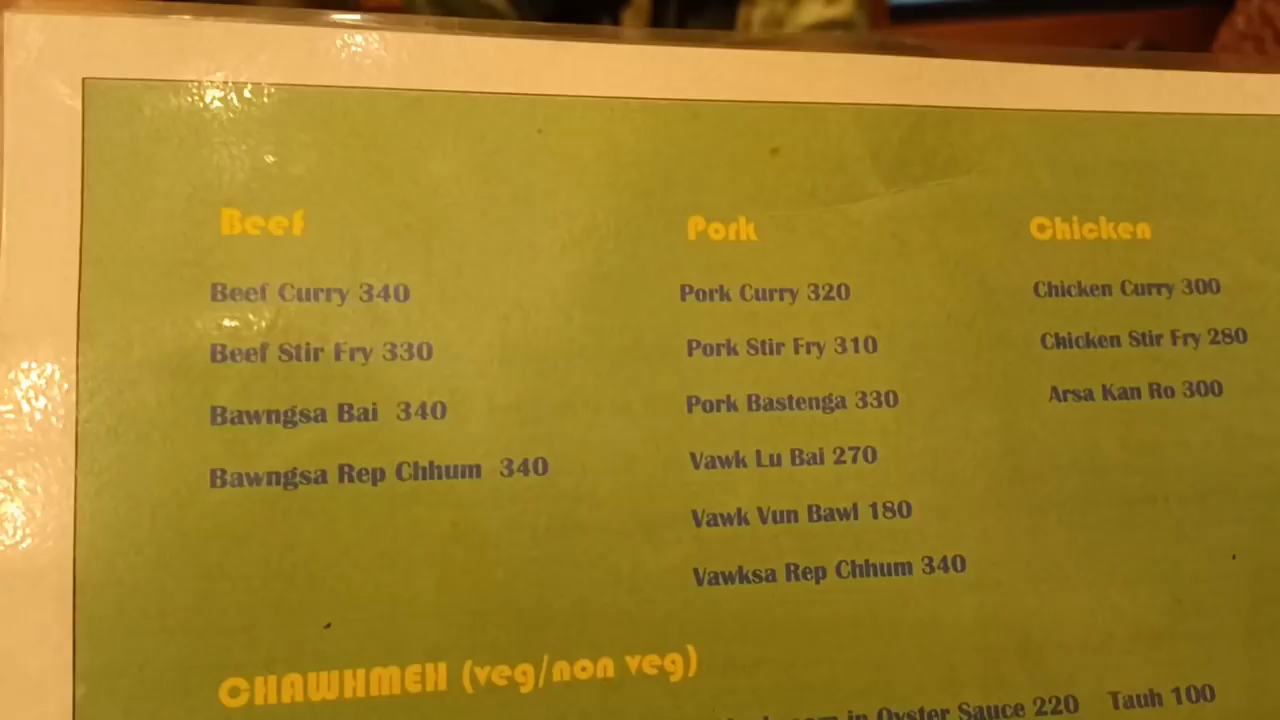 Beef
Beef Curry 340
Beef Stir Fry 330
Bawngsa Bai 340
Bawngsa Rep Chhum 340
Pork
Pork Curry 320
Pork Stir Fry 310
Pork Bastenga 330
Vawk Lu Bai 270
Vawk Vun Bawl 180
Vawksa Rep Chhum 340
Chicken
Chicken Curry 300
Chicken Stir Fry 280
Arsa Kan Ro 300
CHAWHMEH (veg/non veg)
in Oyster Sauce 220
Tauh 100